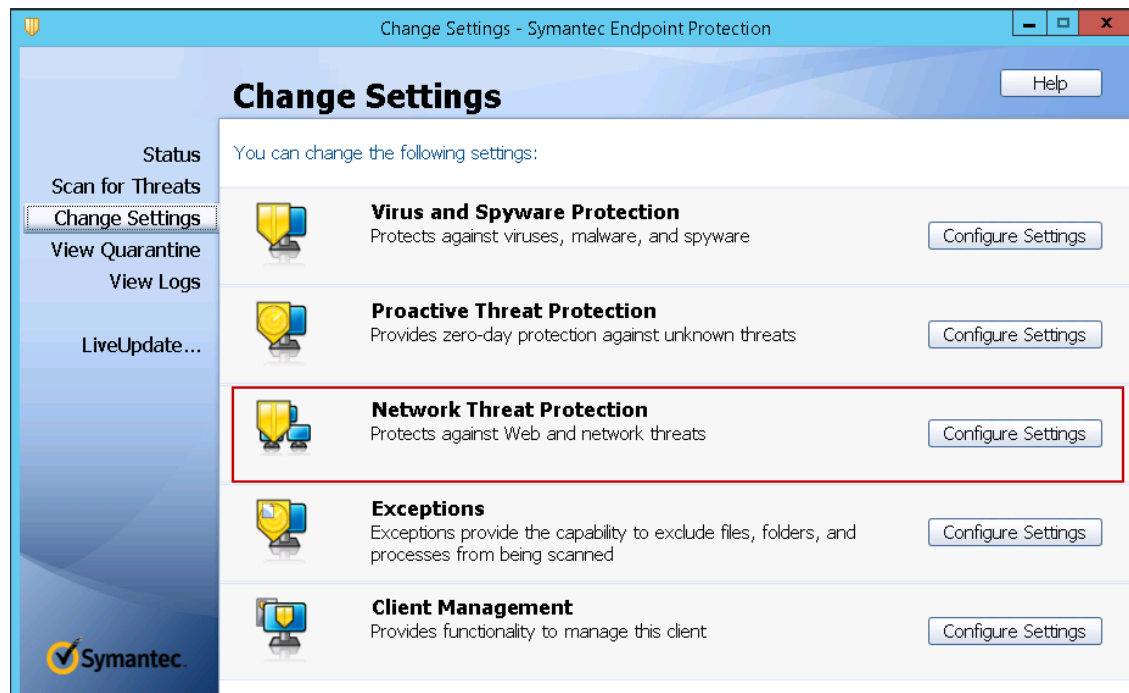 Change Settings - Symantec Endpoint Protection
Change Settings
Help
Status
Scan for Threats
Change Settings
View Quarantine
View Logs
LiveUpdate...
Symantec.
You can change the following settings:
Virus and Spyware Protection
Protects against viruses, malware, and spyware
Configure Settings
Proactive Threat Protection
Provides zero-day protection against unknown threats
Configure Settings
Network Threat Protection
Protects against Web and network threats
Configure Settings
Exceptions
Exceptions provide the capability to exclude files, folders, and
processes from being scanned
Configure Settings
Client Management
Provides functionality to manage this client
Configure Settings